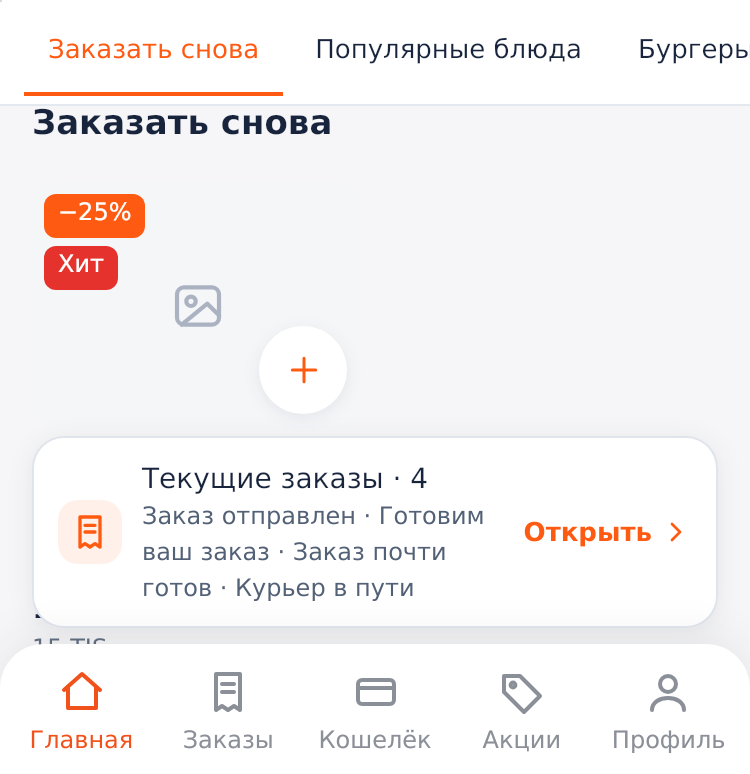 Заказать снова
Популярные блюда
Бургеры
Заказать снова
−25%
Хит
Текущие заказы · 4
Заказ отправлен · Готовим
ваш заказ · Заказ почти
готов · Курьер в пути
Открыть
Главная
Заказы
Кошелёк
Акции
Профиль